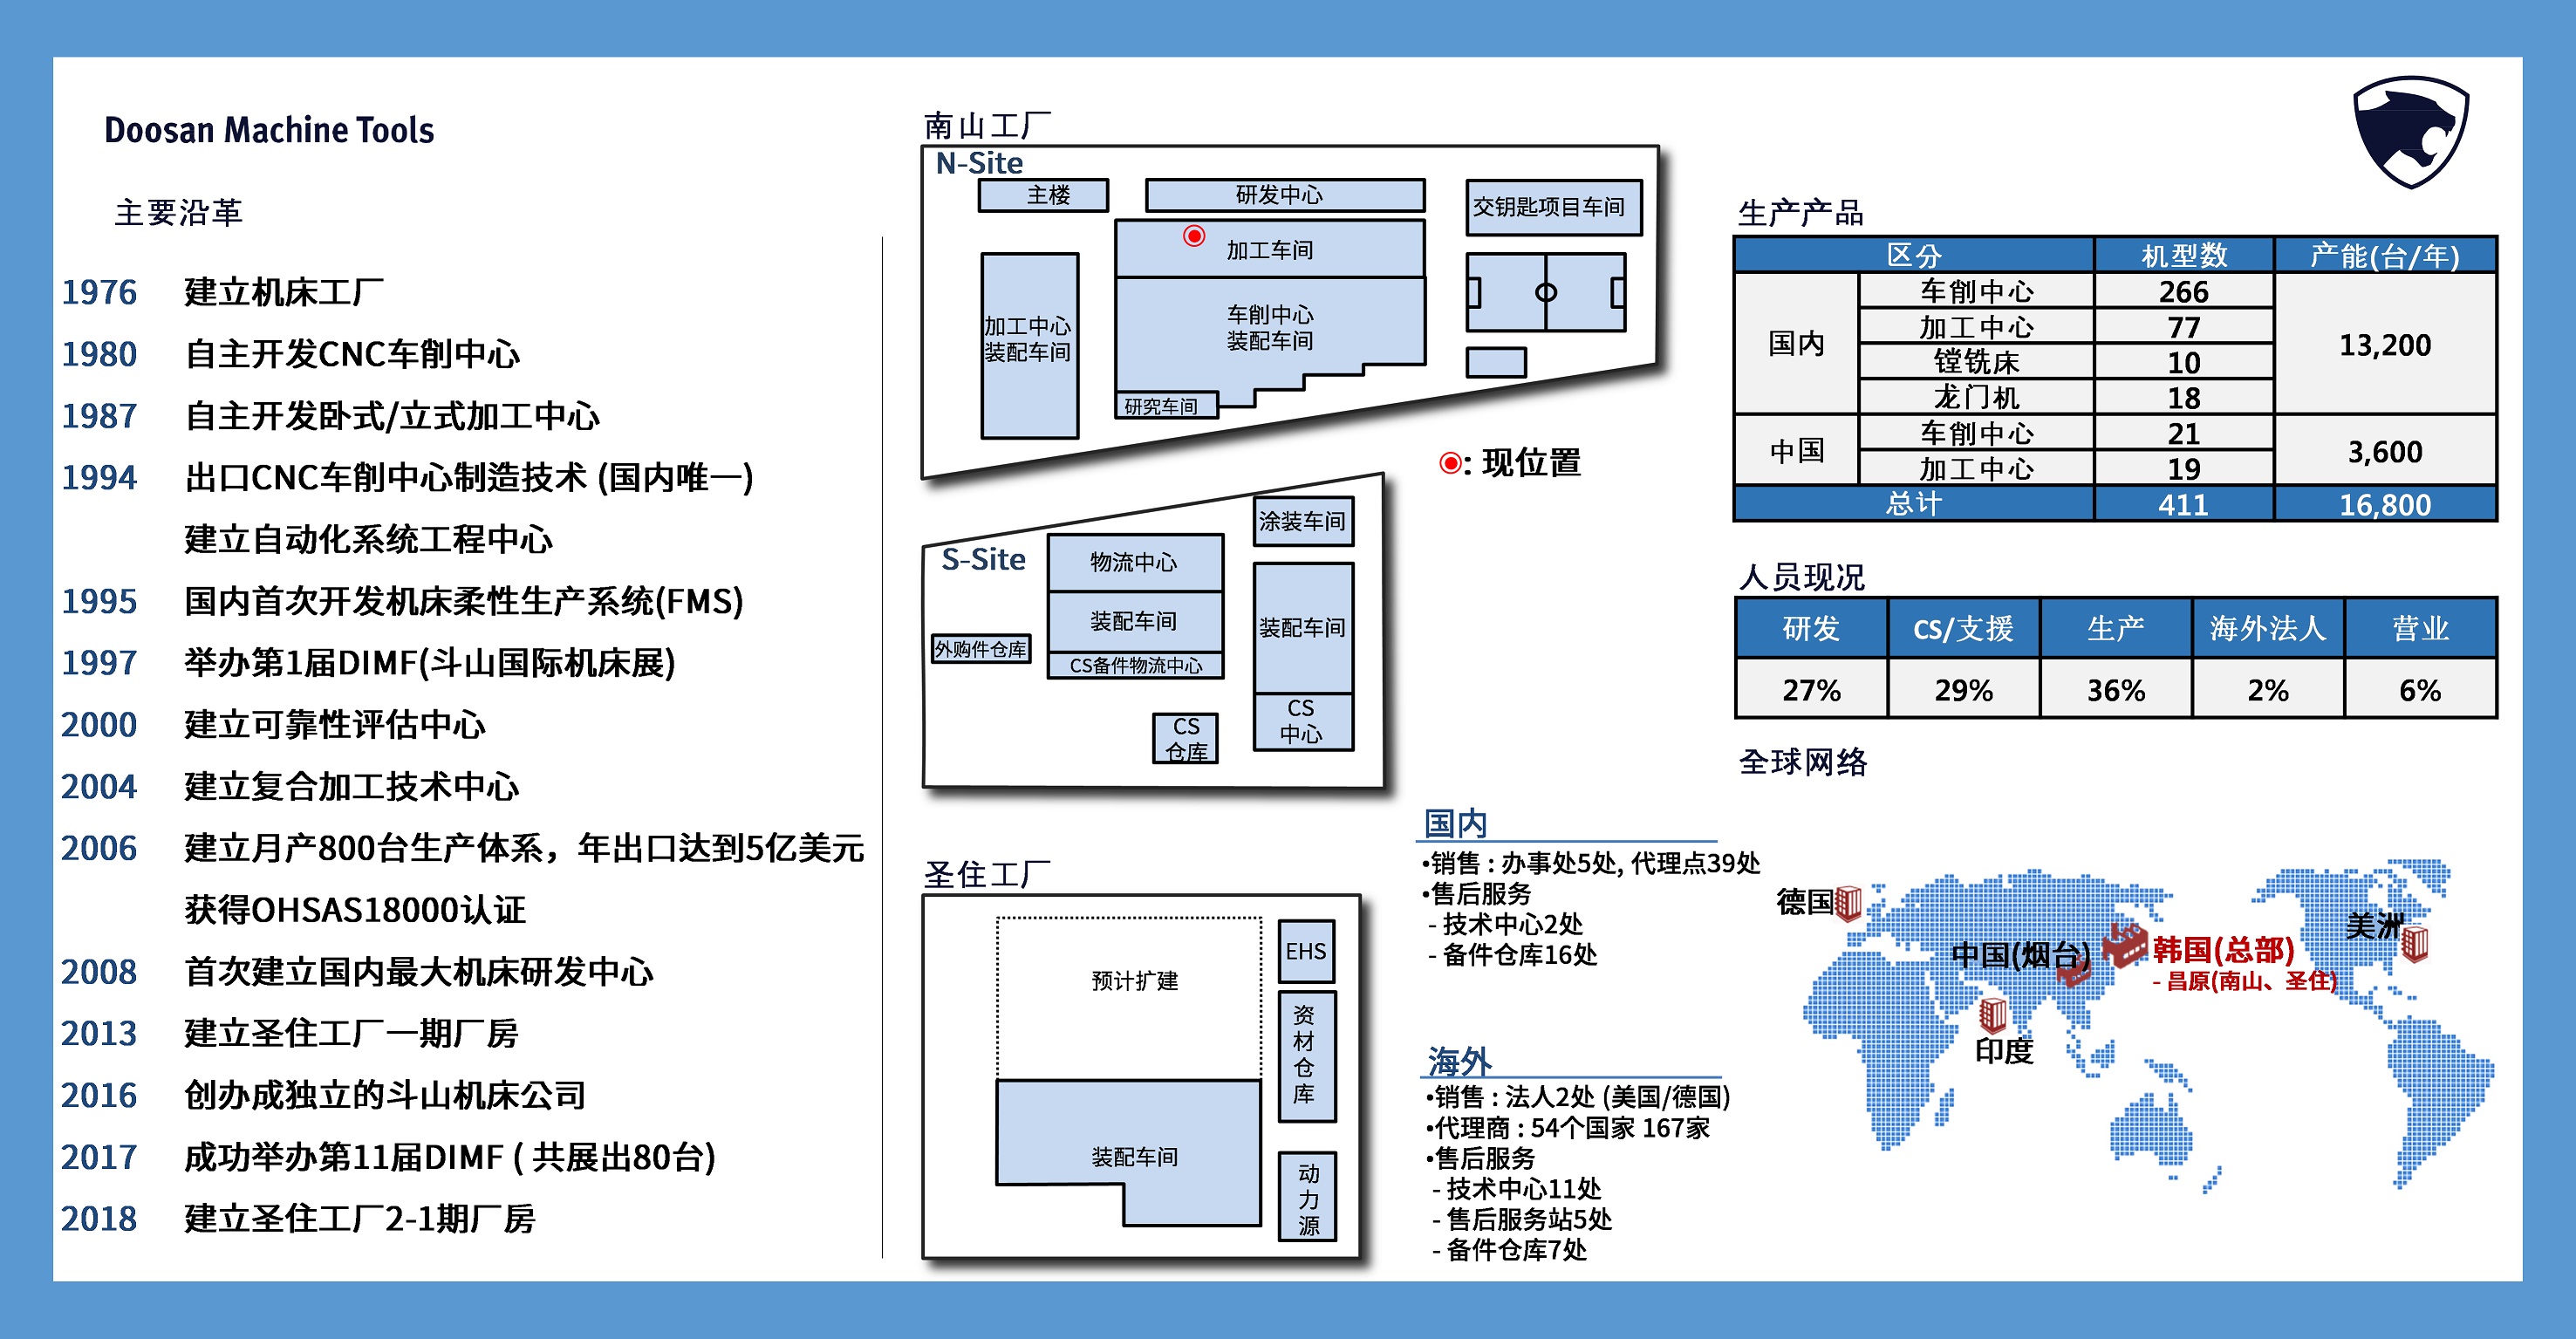 Doosan Machine Tools
主要沿革
1976 建立机床工厂
1980 自主开发CNC车削中心
1987 自主开发卧式/立式加工中心
1994 出口CNC车削中心制造技术 (国内唯一)
建立自动化系统工程中心
1995 国内首次开发机床柔性生产系统(FMS)
1997 举办第1届DIMF(斗山国际机床展)
2000 建立可靠性评估中心
2004 建立复合加工技术中心
2006 建立月产800台生产体系，年出口达到5亿美元
获得OHSAS18000认证
2008 首次建立国内最大机床研发中心
2013 建立圣住工厂一期厂房
2016 创办成独立的斗山机床公司
2017 成功举办第11届DIMF ( 共展出80台)
2018 建立圣住工厂2-1期厂房
南山工厂
N-Site
主楼
研发中心
交钥匙项目车间
加工车间
加工中心
装配车间
车削中心
装配车间
研究车间
: 现位置
S-Site
涂装车间
物流中心
装配车间
装配车间
外购件仓库
CS备件物流中心
CS
中心
CS
仓库
圣住工厂
预计扩建
EHS
资
材
仓
库
装配车间
动
力
源
国内
•销售 : 办事处5处, 代理点39处
•售后服务
- 技术中心2处
- 备件仓库16处
海外
•销售 : 法人2处 (美国/德国)
•代理商 : 54个国家 167家
•售后服务
- 技术中心11处
- 售后服务站5处
- 备件仓库7处
生产产品
区分 机型数 产能(台/年)
国内 车削中心 266 13,200
加工中心 77
镗铣床 10
龙门机 18
中国 车削中心 21 3,600
加工中心 19
总计 411 16,800
人员现况
研发 CS/支援 生产 海外法人 营业
27% 29% 36% 2% 6%
全球网络
德国
美洲
中国(烟台)
韩国(总部)
- 昌原(南山、圣住)
印度